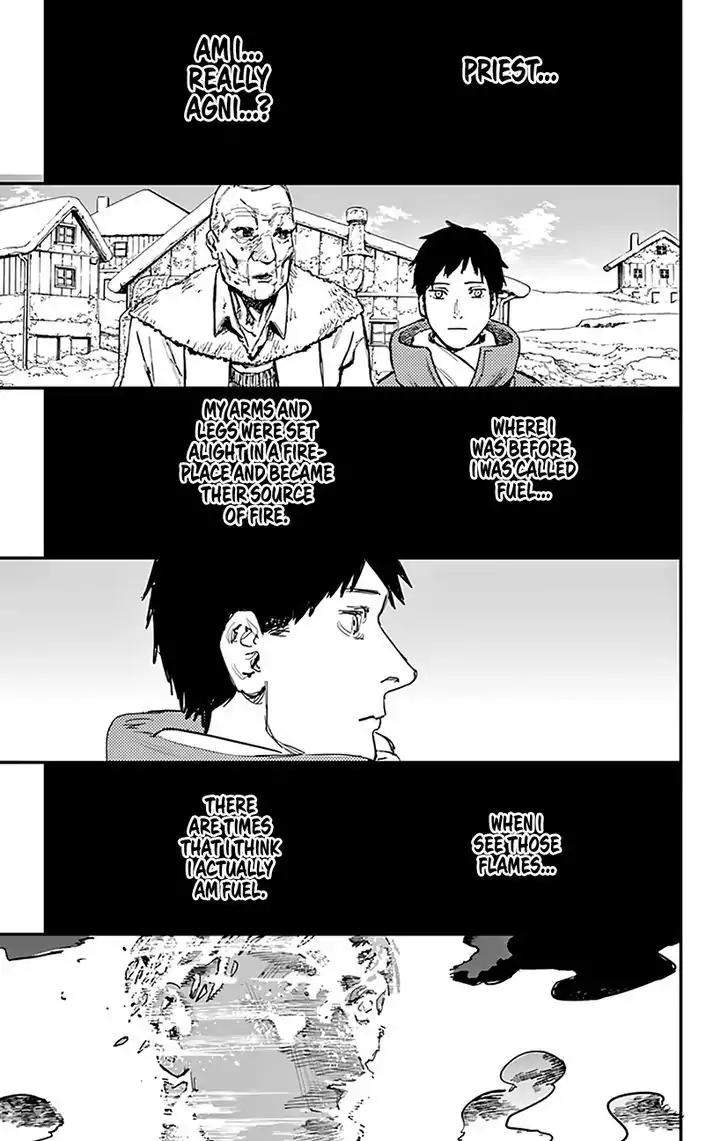 PRIEST...
AM I...
REALLY
AGNI...?
WHERE I
WAS BEFORE,
I WAS CALLED
FUEL...
MY ARMS AND
LEGS WERE SET
ALIGHT IN A FIRE-
PLACE AND BECAME
THEIR SOURCE
OF FIRE.
WHEN I
SEE THOSE
FLAMES...
THERE
ARE TIMES
THAT I THINK
I ACTUALLY
AM FUEL.